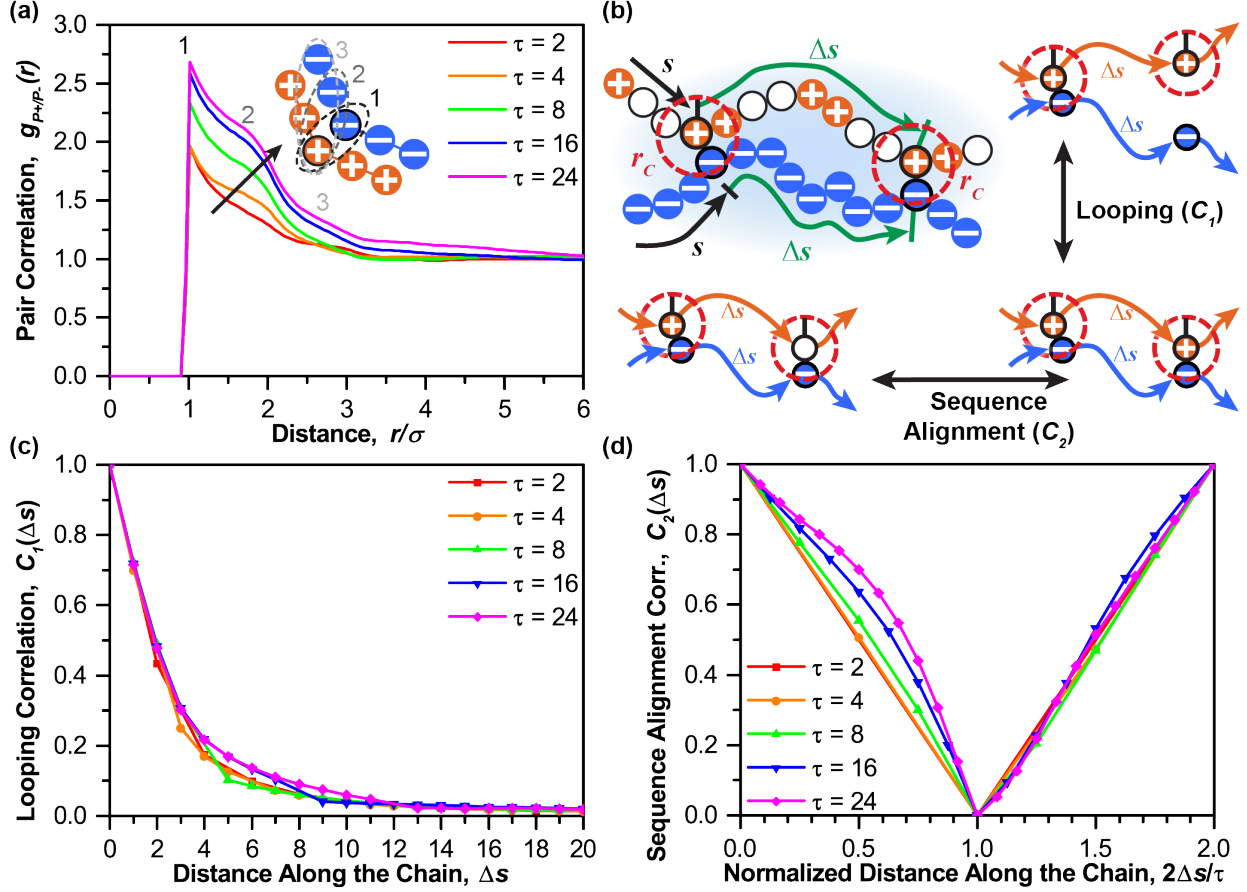 (a)
3.0
2.5
2.0
1.5
1.0
0.5
0.0
Pair Correlation, g_P+/P-(r)
0 1 2 3 4 5 6
Distance, r/σ
1
2
3
3
2
1
τ = 2
τ = 4
τ = 8
τ = 16
τ = 24
(b)
s
Δs
r_C
r_C
s
Δs
Δs
Δs
Looping (C_1)
Δs
Δs
Δs
Δs
Sequence
Alignment (C_2)
(c)
1.0
0.8
0.6
0.4
0.2
0.0
Looping Correlation, C_1(Δs)
0 2 4 6 8 10 12 14 16 18 20
Distance Along the Chain, Δs
τ = 2
τ = 4
τ = 8
τ = 16
τ = 24
(d)
1.0
0.8
0.6
0.4
0.2
0.0
Sequence Alignment Corr., C_2(Δs)
0.0 0.5 1.0 1.5 2.0
Normalized Distance Along the Chain, 2Δs/τ
τ = 2
τ = 4
τ = 8
τ = 16
τ = 24